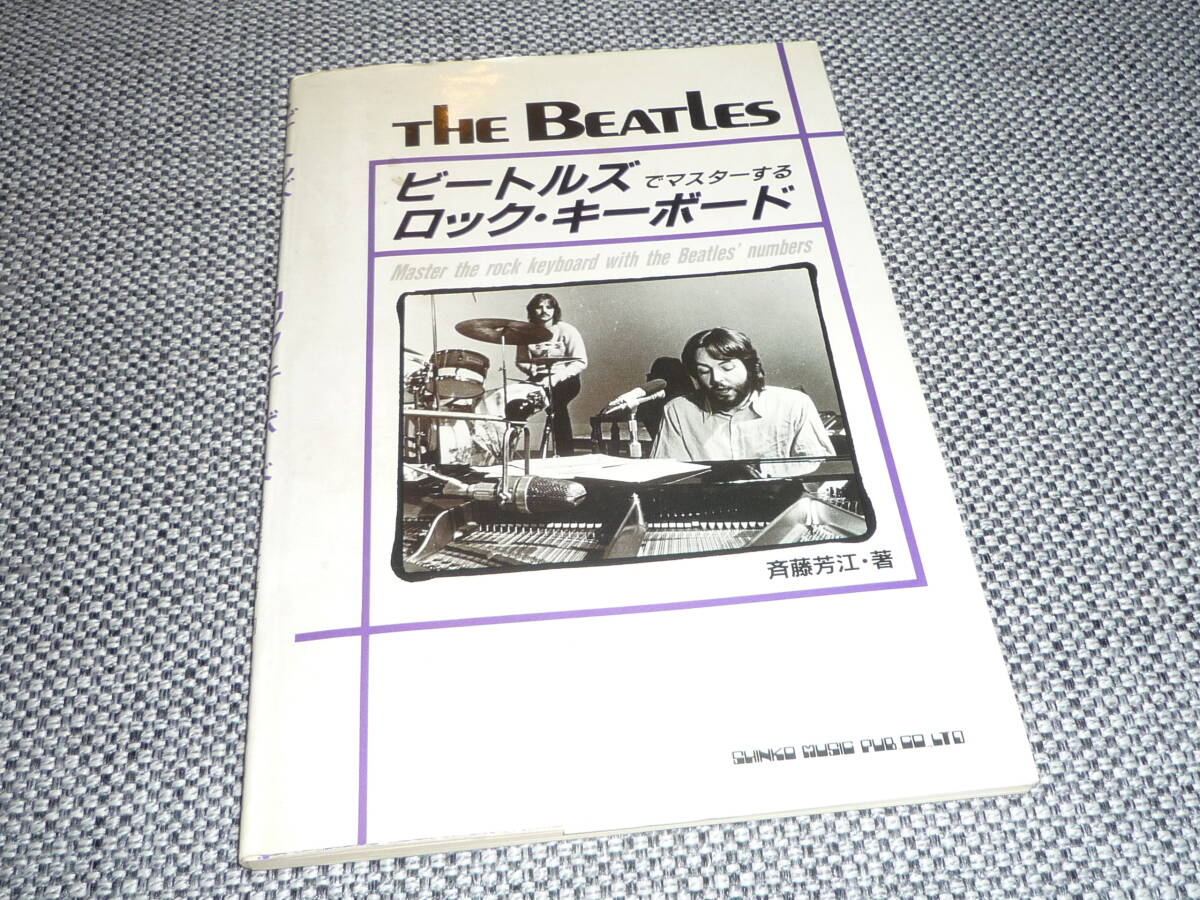 THE BEATLES
ビートルズでマスターする
ロック・キーボード
Master the rock keyboard with the Beatles' numbers
斉藤芳江・著
SHINKO MUSIC PUB CO.,LTD